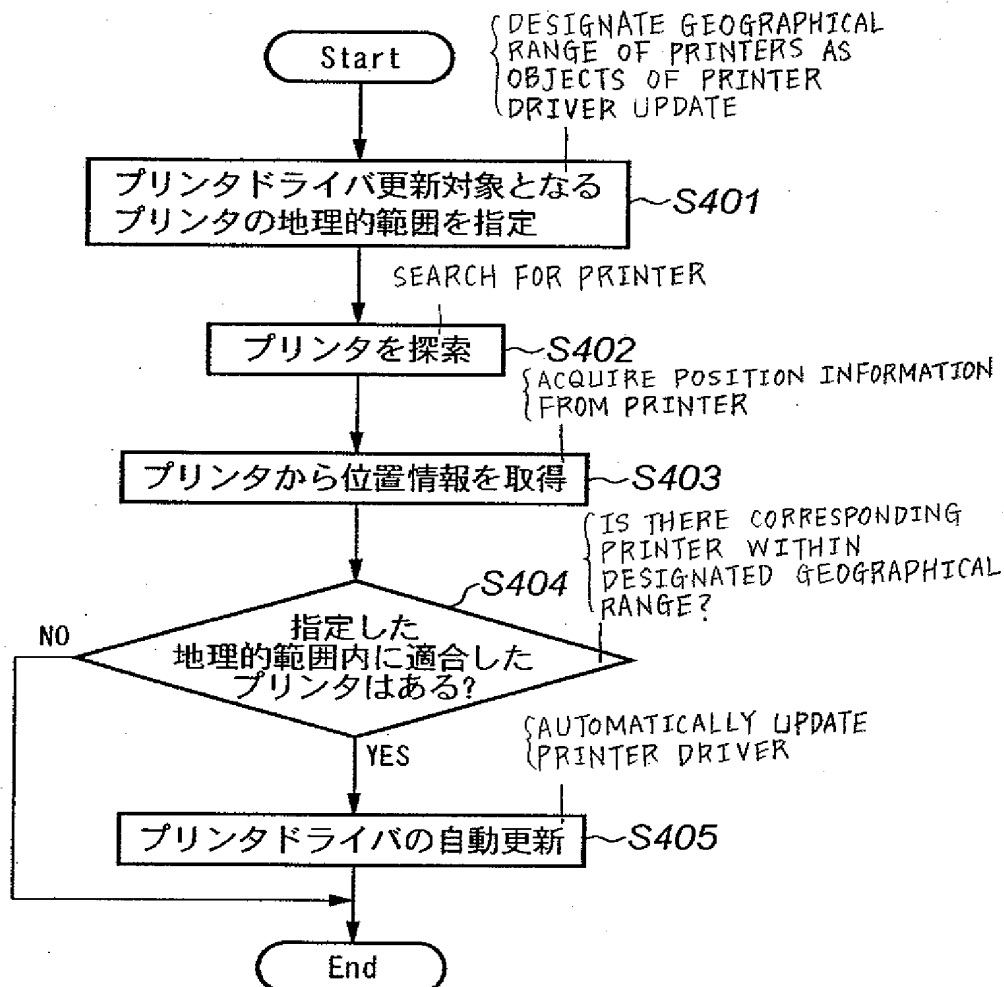 Start
DESIGNATE GEOGRAPHICAL
RANGE OF PRINTERS AS
OBJECTS OF PRINTER
DRIVER UPDATE
プリンタドライバ更新対象となる
プリンタの地理的範囲を指定
S401
SEARCH FOR PRINTER
プリンタを探索
S402
ACQUIRE POSITION INFORMATION
FROM PRINTER
プリンタから位置情報を取得
S403
IS THERE CORRESPONDING
PRINTER WITHIN
DESIGNATED GEOGRAPHICAL
RANGE?
S404
指定した
地理的範囲内に適合した
プリンタはある?
NO
YES
AUTOMATICALLY UPDATE
PRINTER DRIVER
プリンタドライバの自動更新
S405
End